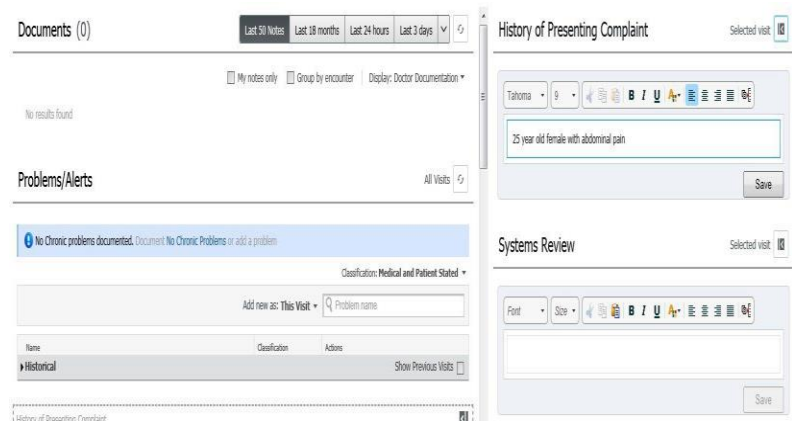 Documents (0)
Last 50 Notes Last 18 months Last 24 hours Last 3 days
My notes only Group by encounter Display: Doctor Documentation
No results found
Problems/Alerts
All Visits
No Chronic problems documented. Document No Chronic Problems or add a problem
Classification: Medical and Patient Stated
Add new as: This Visit Problem name
Name Classification Actions
Historical Show Previous Visits
History of Presenting Complaint
History of Presenting Complaint Selected visit
Tahoma 9 B I U A
25 year old female with abdominal pain
Save
Systems Review Selected visit
Font Size B I U A
Save